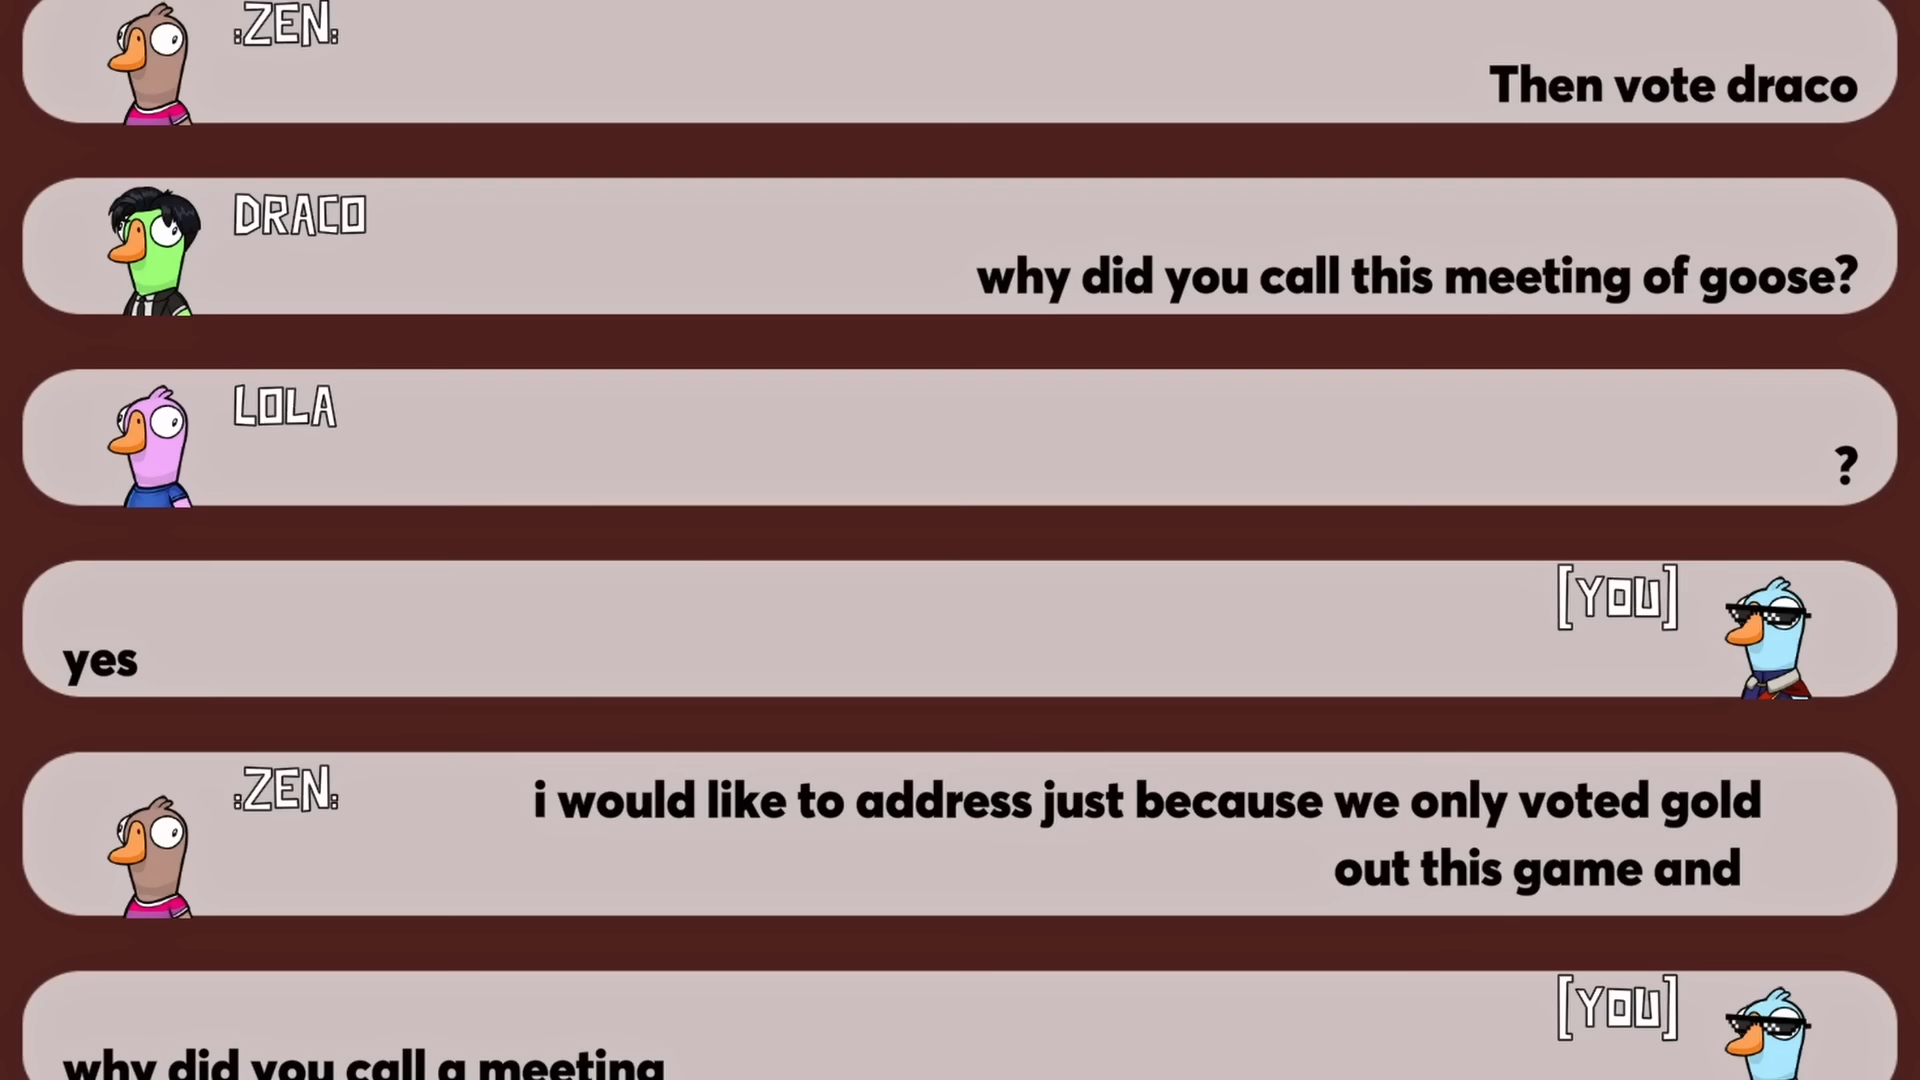 :ZEN:
Then vote draco
DRACO
why did you call this meeting of goose?
LOLA
?
[YOU]
yes
:ZEN:
i would like to address just because we only voted gold
out this game and
[YOU]
why did you call a meeting